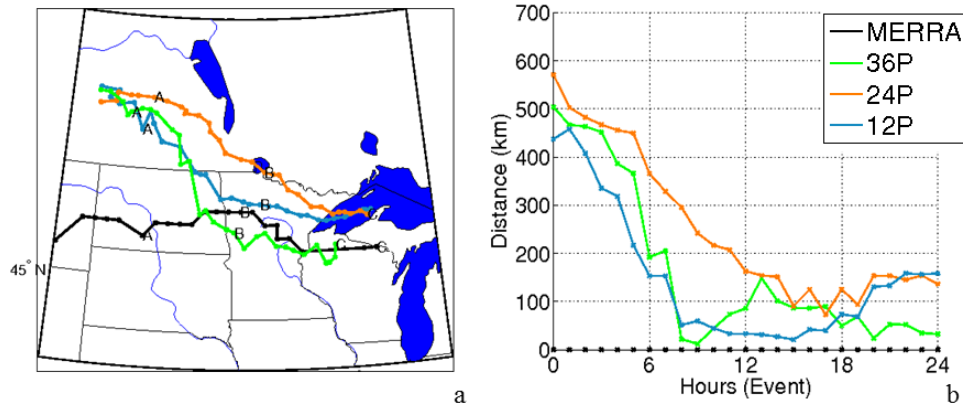 A
A
A
A
B
B
B
B
C
C
C
45° N
a
700
600
500
400
300
200
100
0
Distance (km)
0
6
12
18
24
Hours (Event)
MERRA
36P
24P
12P
b